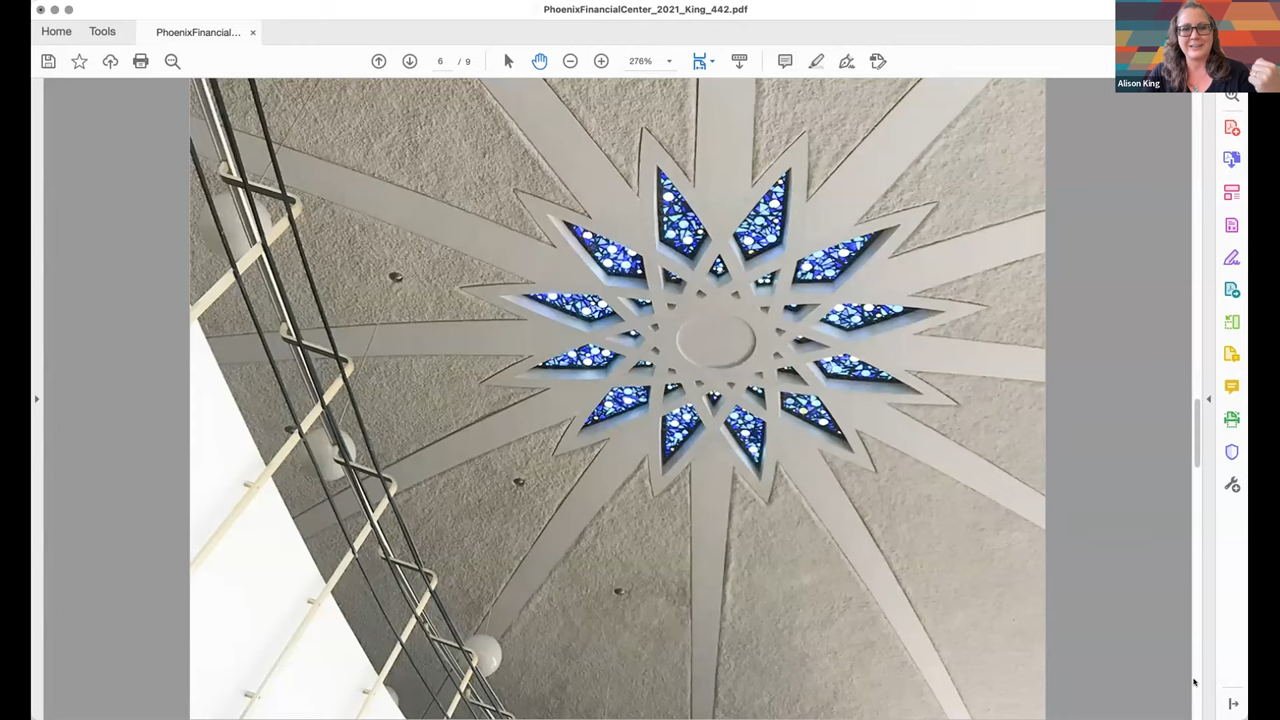 PhoenixFinancialCenter_2021_King_442.pdf
Home
Tools
PhoenixFinancial...
6 / 9
276%
Alison King